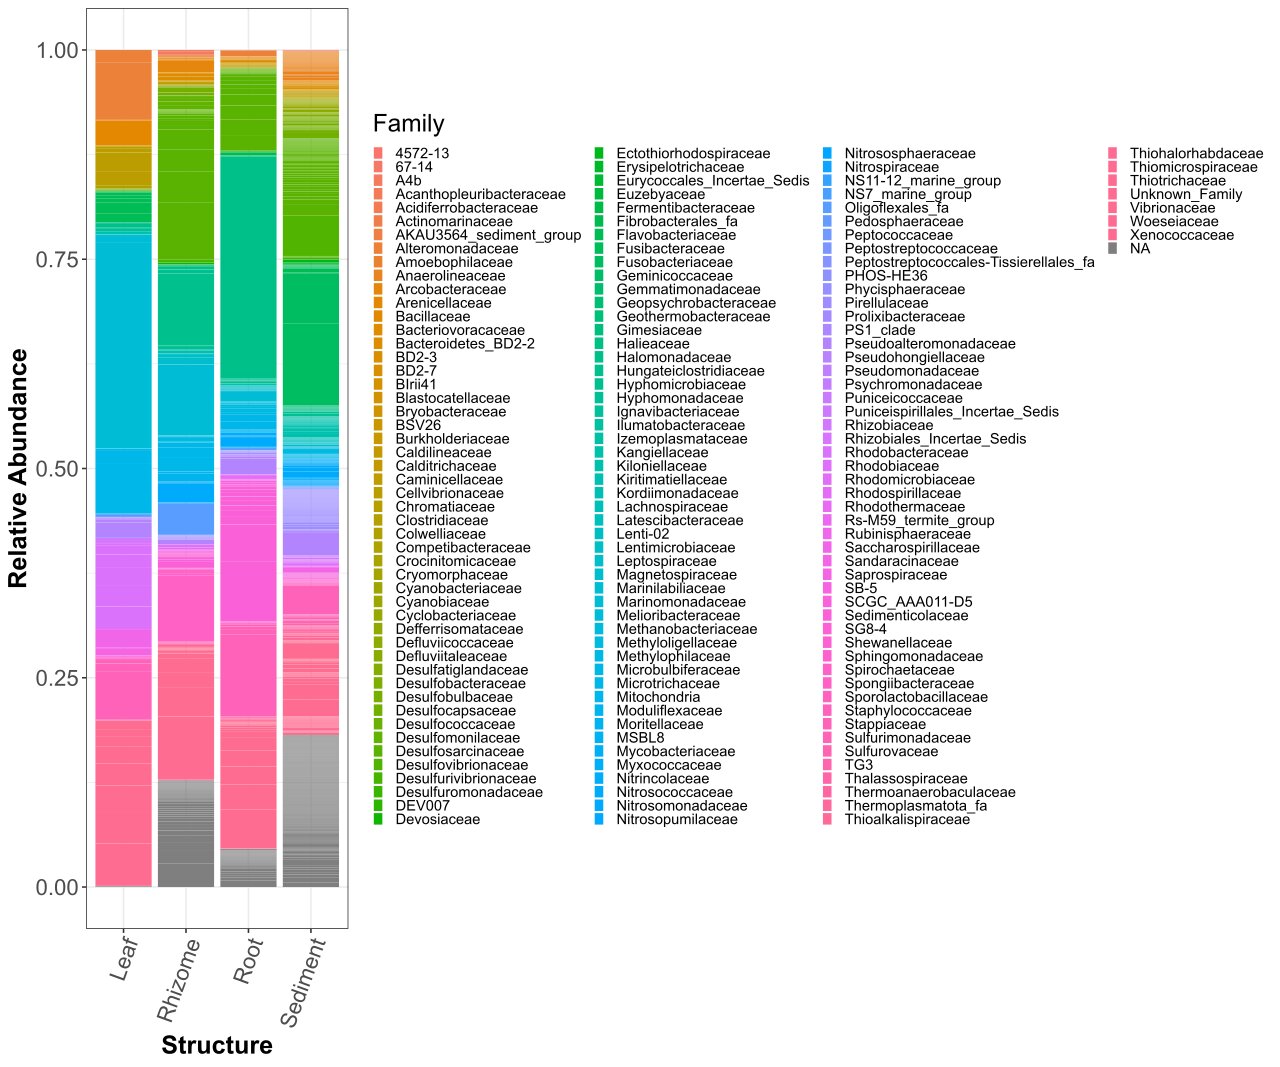 1.00
0.75
0.50
0.25
0.00
Relative Abundance
Leaf
Rhizome
Root
Sediment
Structure
Family
4572-13
67-14
A4b
Acanthopleuribacteraceae
Acidiferrobacteraceae
Actinomarinaceae
AKAU3564_sediment_group
Alteromonadaceae
Amoebophilaceae
Anaerolineaceae
Arcobacteraceae
Arenicellaceae
Bacillaceae
Bacteriovoracaceae
Bacteroidetes_BD2-2
BD2-3
BD2-7
BIrii41
Blastocatellaceae
Bryobacteraceae
BSV26
Burkholderiaceae
Caldilineaceae
Calditrichaceae
Caminicellaceae
Cellvibrionaceae
Chromatiaceae
Clostridiaceae
Colwelliaceae
Competibacteraceae
Crocinitomicaceae
Cryomorphaceae
Cyanobacteriaceae
Cyanobiaceae
Cyclobacteriaceae
Defferrisomataceae
Defluviicoccaceae
Defluviitaleaceae
Desulfatiglandaceae
Desulfobacteraceae
Desulfobulbaceae
Desulfocapsaceae
Desulfococcaceae
Desulfomonilaceae
Desulfosarcinaceae
Desulfovibrionaceae
Desulfurivibrionaceae
Desulfuromonadaceae
DEV007
Devosiaceae
Ectothiorhodospiraceae
Erysipelotrichaceae
Eurycoccales_Incertae_Sedis
Euzebyaceae
Fermentibacteraceae
Fibrobacterales_fa
Flavobacteriaceae
Fusibacteraceae
Fusobacteriaceae
Geminicoccaceae
Gemmatimonadaceae
Geopsychrobacteraceae
Geothermobacteraceae
Gimesiaceae
Halieaceae
Halomonadaceae
Hungateiclostridiaceae
Hyphomicrobiaceae
Hyphomonadaceae
Ignavibacteriaceae
Ilumatobacteraceae
Izemoplasmataceae
Kangiellaceae
Kiloniellaceae
Kiritimatiellaceae
Kordiimonadaceae
Lachnospiraceae
Latescibacteraceae
Lenti-02
Lentimicrobiaceae
Leptospiraceae
Magnetospiraceae
Marinilabiliaceae
Marinomonadaceae
Melioribacteraceae
Methanobacteriaceae
Methyloligellaceae
Methylophilaceae
Microbulbiferaceae
Microtrichaceae
Mitochondria
Moduliflexaceae
Moritellaceae
MSBL8
Mycobacteriaceae
Myxococcaceae
Nitrincolaceae
Nitrosococcaceae
Nitrosomonadaceae
Nitrosopumilaceae
Nitrososphaeraceae
Nitrospiraceae
NS11-12_marine_group
NS7_marine_group
Oligoflexales_fa
Pedosphaeraceae
Peptococcaceae
Peptostreptococcaceae
Peptostreptococcales-Tissierellales_fa
PHOS-HE36
Phycisphaeraceae
Pirellulaceae
Prolixibacteraceae
PS1_clade
Pseudoalteromonadaceae
Pseudohongiellaceae
Pseudomonadaceae
Psychromonadaceae
Puniceicoccaceae
Puniceispirillales_Incertae_Sedis
Rhizobiaceae
Rhizobiales_Incertae_Sedis
Rhodobacteraceae
Rhodobiaceae
Rhodomicrobiaceae
Rhodospirillaceae
Rhodothermaceae
Rs-M59_termite_group
Rubinisphaeraceae
Saccharospirillaceae
Sandaracinaceae
Saprospiraceae
SB-5
SCGC_AAA011-D5
Sedimenticolaceae
SG8-4
Shewanellaceae
Sphingomonadaceae
Spirochaetaceae
Spongiibacteraceae
Sporolactobacillaceae
Staphylococcaceae
Stappiaceae
Sulfurimonadaceae
Sulfurovaceae
TG3
Thalassospiraceae
Thermoanaerobaculaceae
Thermoplasmatota_fa
Thioalkalispiraceae
Thiohalorhabdaceae
Thiomicrospiraceae
Thiotrichaceae
Unknown_Family
Vibrionaceae
Woeseiaceae
Xenococcaceae
NA